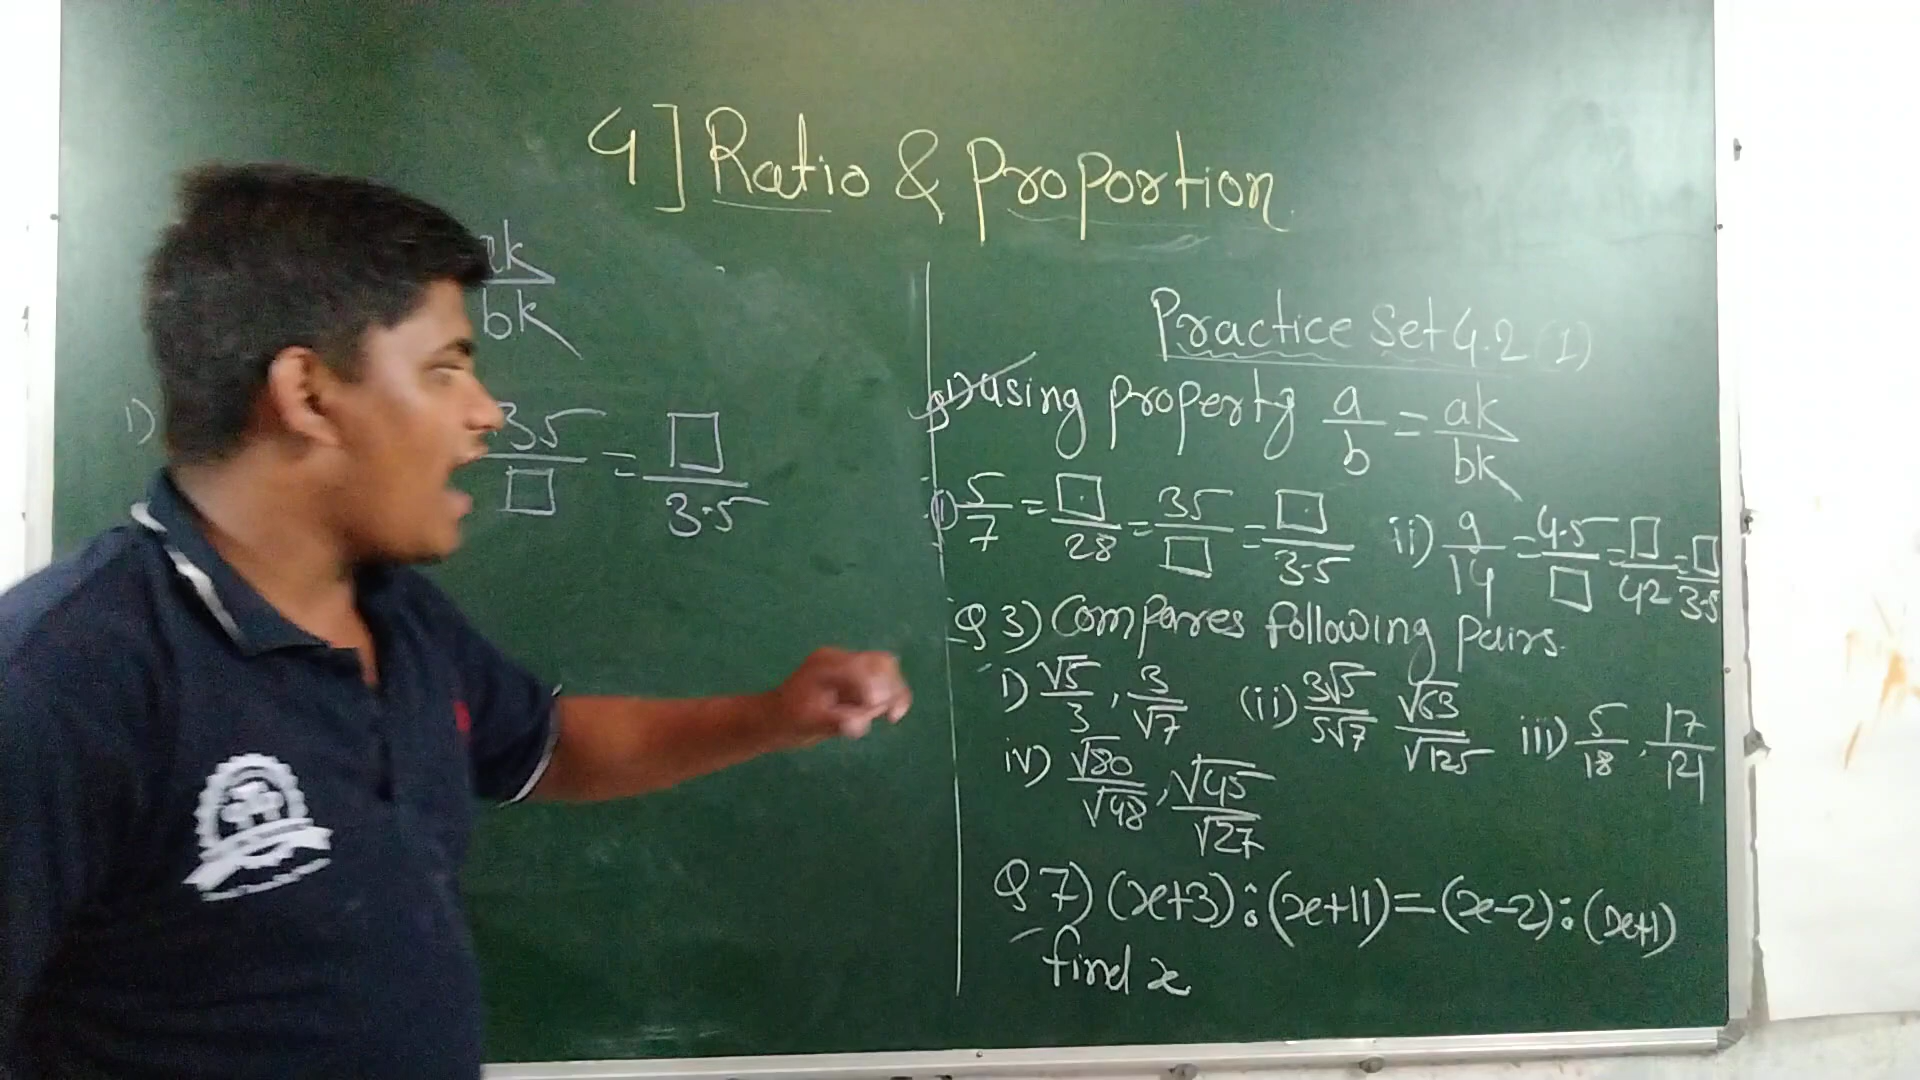 4] Ratio & Proportion
ak
bk
1) 35/□ = □/3.5
Practice Set 4.2 (1)
Q1) using property a/b = ak/bk
i) 5/7 = □/28 = 35/□ = □/3.5 ii) 9/14 = 4.5/□ = □/42 = □/3.5
Q 3) Compares following pairs.
i) √5/3 , 3/√7 (ii) 3√5/5√7 √63/√125 iii) 5/18 , 17/121
iv) √80/√48 , √45/√27
Q 7) (x+3):(x+11)=(x-2):(x+1)
find x